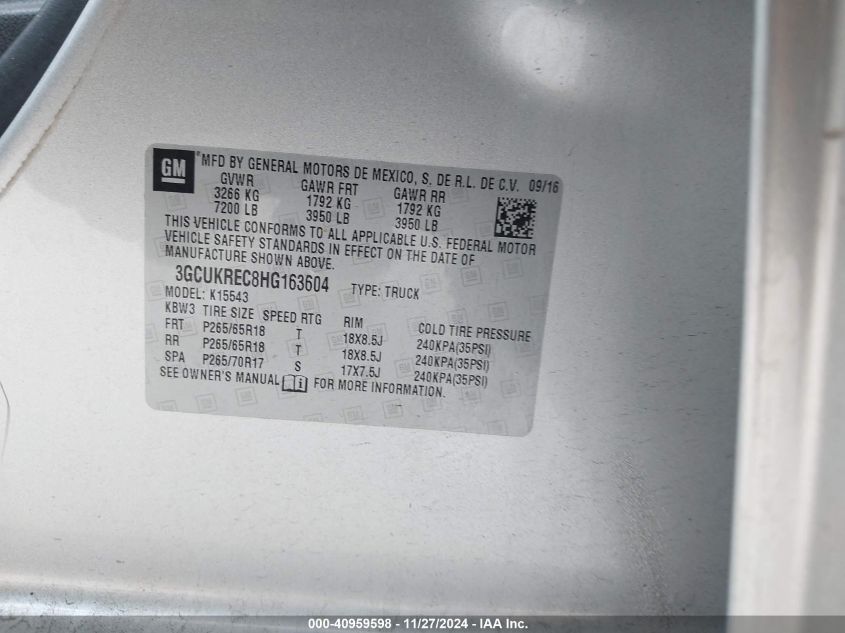 GM ® MFD BY GENERAL MOTORS DE MEXICO, S. DE R.L. DE C.V. 09/16
GVWR GAWR FRT GAWR RR
3266 KG 1792 KG 1792 KG
7200 LB 3950 LB 3950 LB
THIS VEHICLE CONFORMS TO ALL APPLICABLE U.S. FEDERAL MOTOR
VEHICLE SAFETY STANDARDS IN EFFECT ON THE DATE OF
MANUFACTURE SHOWN ABOVE.
3GCUKREC8HG163604 TYPE: TRUCK
MODEL: K15543
KBW3 TIRE SIZE SPEED RTG RIM COLD TIRE PRESSURE
FRT P265/65R18 T 18X8.5J 240KPA(35PSI)
RR P265/65R18 T 18X8.5J 240KPA(35PSI)
SPA P265/70R17 S 17X7.5J 240KPA(35PSI)
SEE OWNER'S MANUAL FOR MORE INFORMATION.
000-40959598 - 11/27/2024 - IAA Inc.